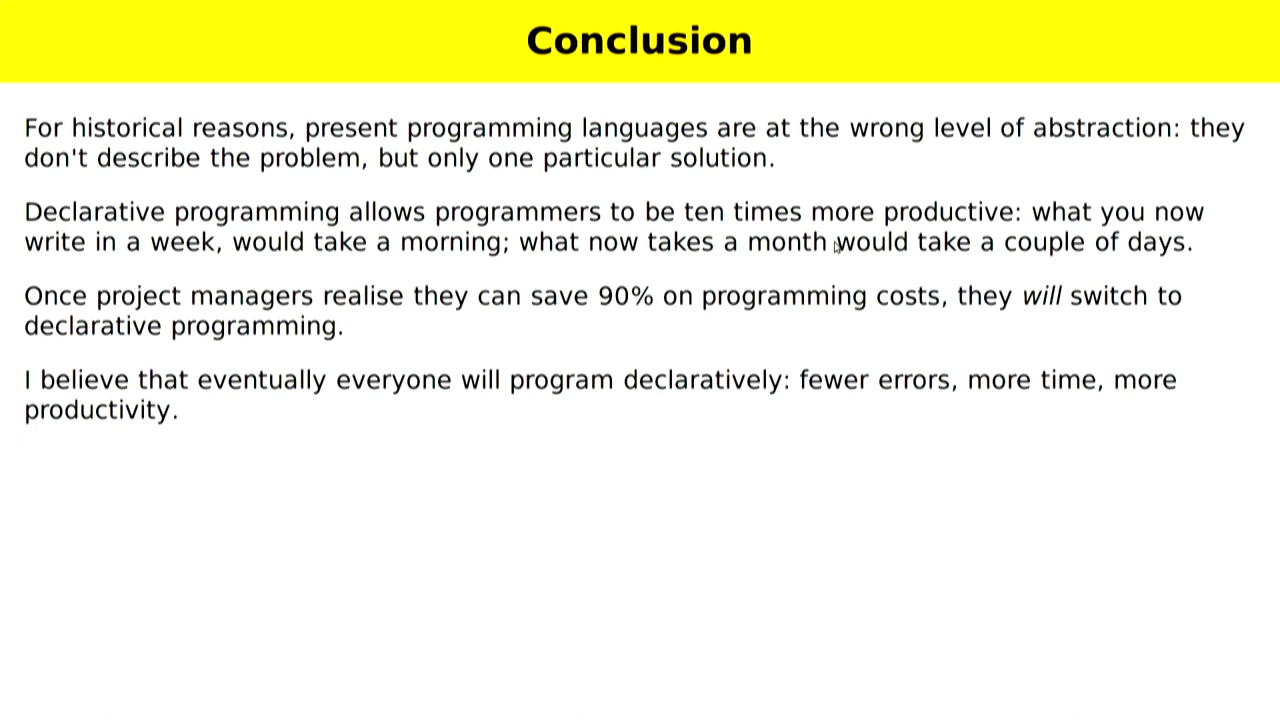 Conclusion
For historical reasons, present programming languages are at the wrong level of abstraction: they
don't describe the problem, but only one particular solution.
Declarative programming allows programmers to be ten times more productive: what you now
write in a week, would take a morning; what now takes a month would take a couple of days.
Once project managers realise they can save 90% on programming costs, they will switch to
declarative programming.
I believe that eventually everyone will program declaratively: fewer errors, more time, more
productivity.